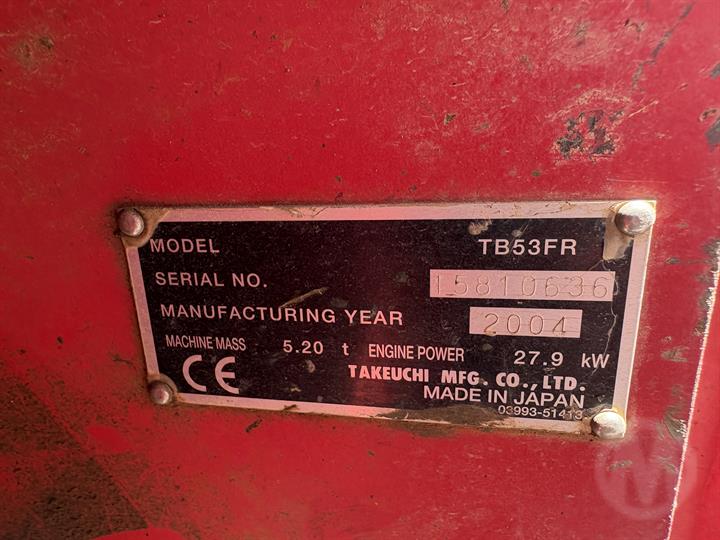 MODEL TB53FR
SERIAL NO. 15810636
MANUFACTURING YEAR 2004
MACHINE MASS 5.20 t ENGINE POWER 27.9 kW
CE TAKEUCHI MFG. CO., LTD.
MADE IN JAPAN
03993-51413
M